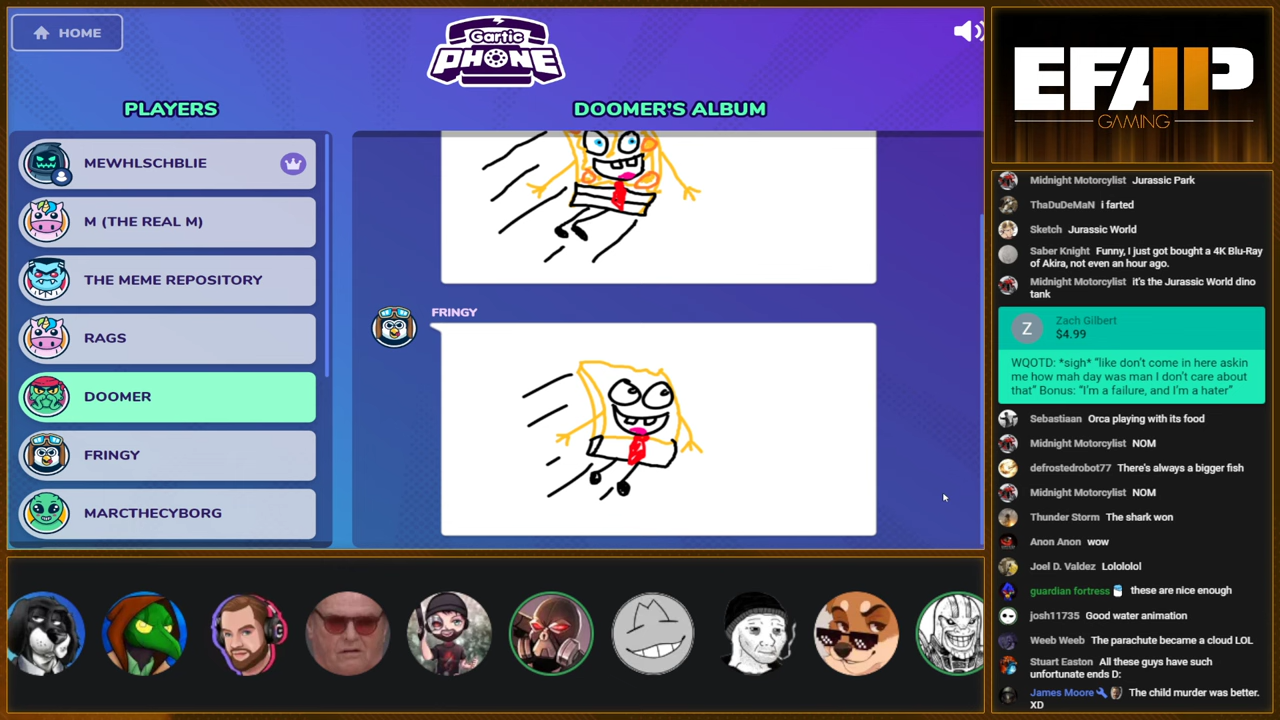 HOME
Gartic
PHONE
PLAYERS
DOOMER'S ALBUM
MEWHLSCHBLIE
M (THE REAL M)
THE MEME REPOSITORY
RAGS
DOOMER
FRINGY
MARCTHECYBORG
FRINGY
EFAP
GAMING
Midnight Motorcylist Jurassic Park
ThaDuDeMaN i farted
Sketch Jurassic World
Saber Knight Funny, I just got bought a 4K Blu-Ray
of Akira, not even an hour ago.
Midnight Motorcylist it's the Jurassic World dino
tank
Z
Zach Gilbert
$4.99
WQOTD: *sigh* “like don’t come in here askin
me how mah day was man I don’t care about
that” Bonus: “I’m a failure, and I’m a hater”
Sebastiaan Orca playing with its food
Midnight Motorcylist NOM
defrostedrobot77 There's always a bigger fish
Midnight Motorcylist NOM
Thunder Storm The shark won
Anon Anon wow
Joel D. Valdez Lolololol
guardian fortress these are nice enough
josh11735 Good water animation
Weeb Weeb The parachute became a cloud LOL
Stuart Easton All these guys have such
unfortunate ends D:
James Moore The child murder was better.
XD